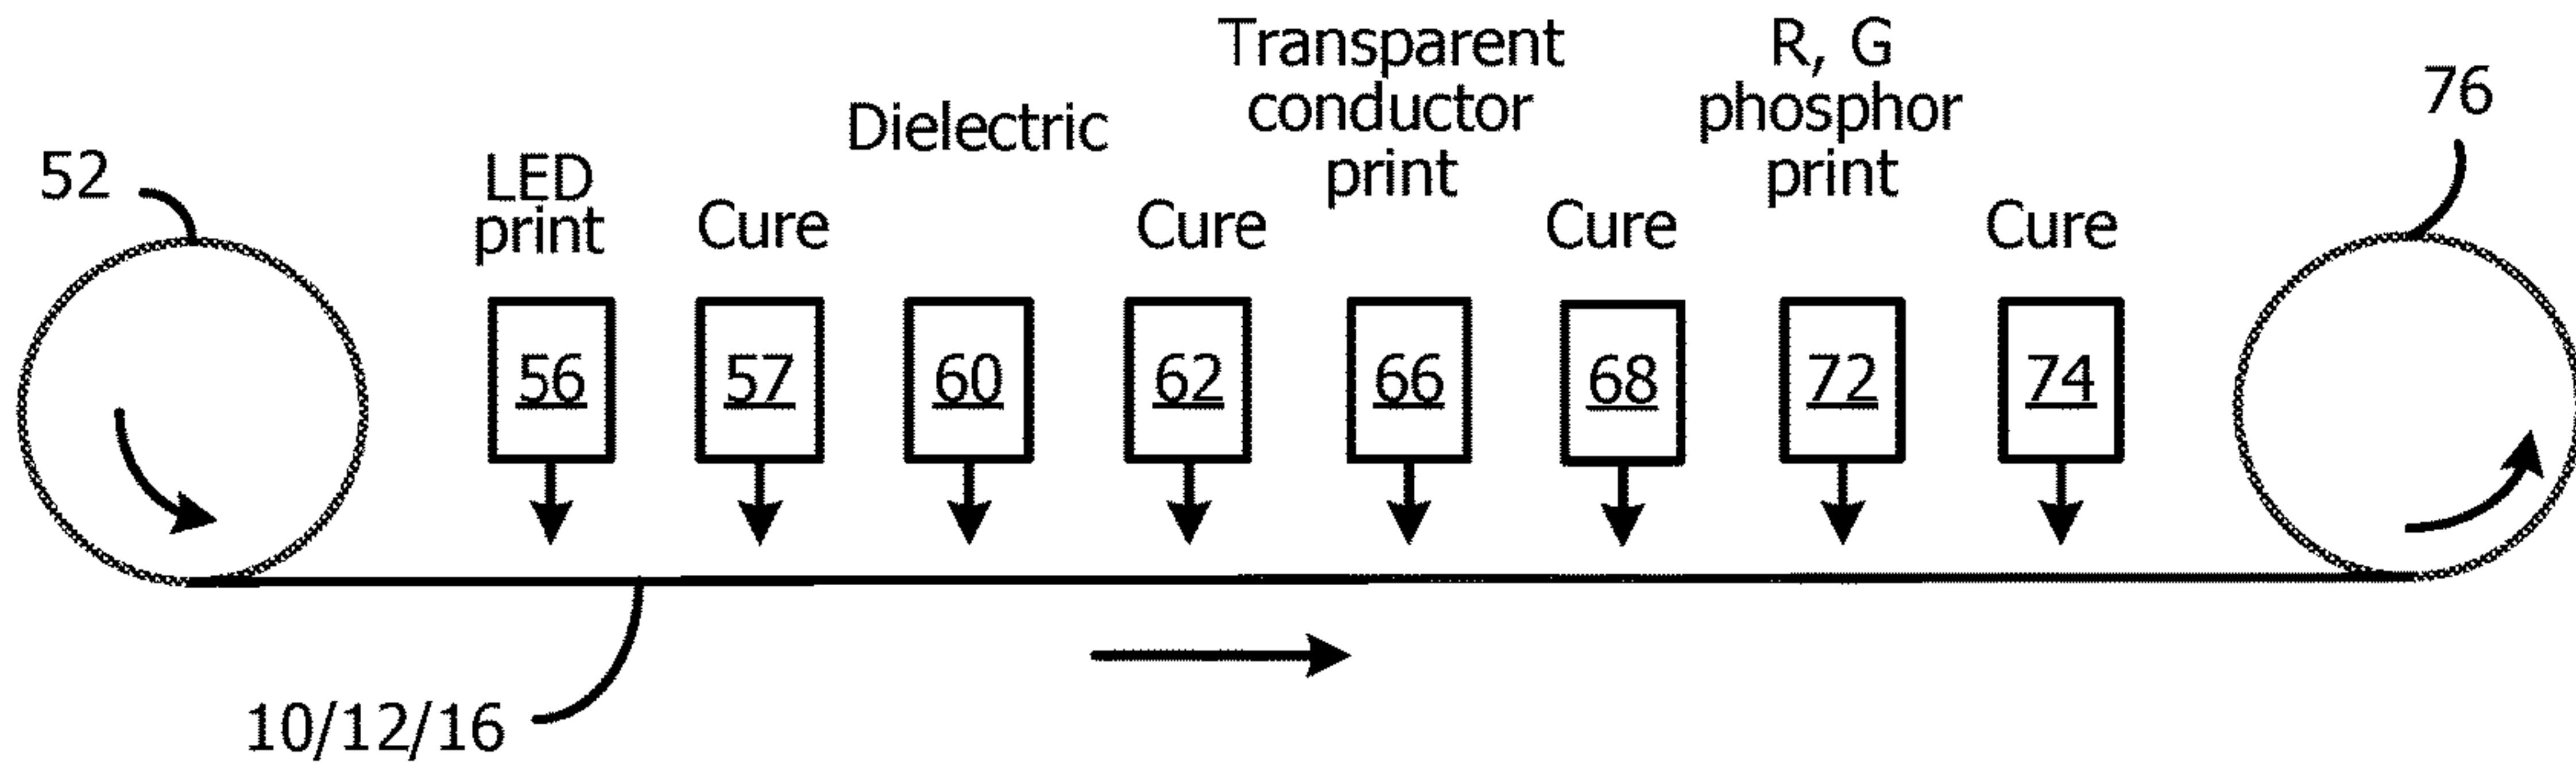 52
LED
print
Cure
Dielectric
Cure
Transparent
conductor
print
Cure
R, G
phosphor
print
Cure
76
56
57
60
62
66
68
72
74
10/12/16